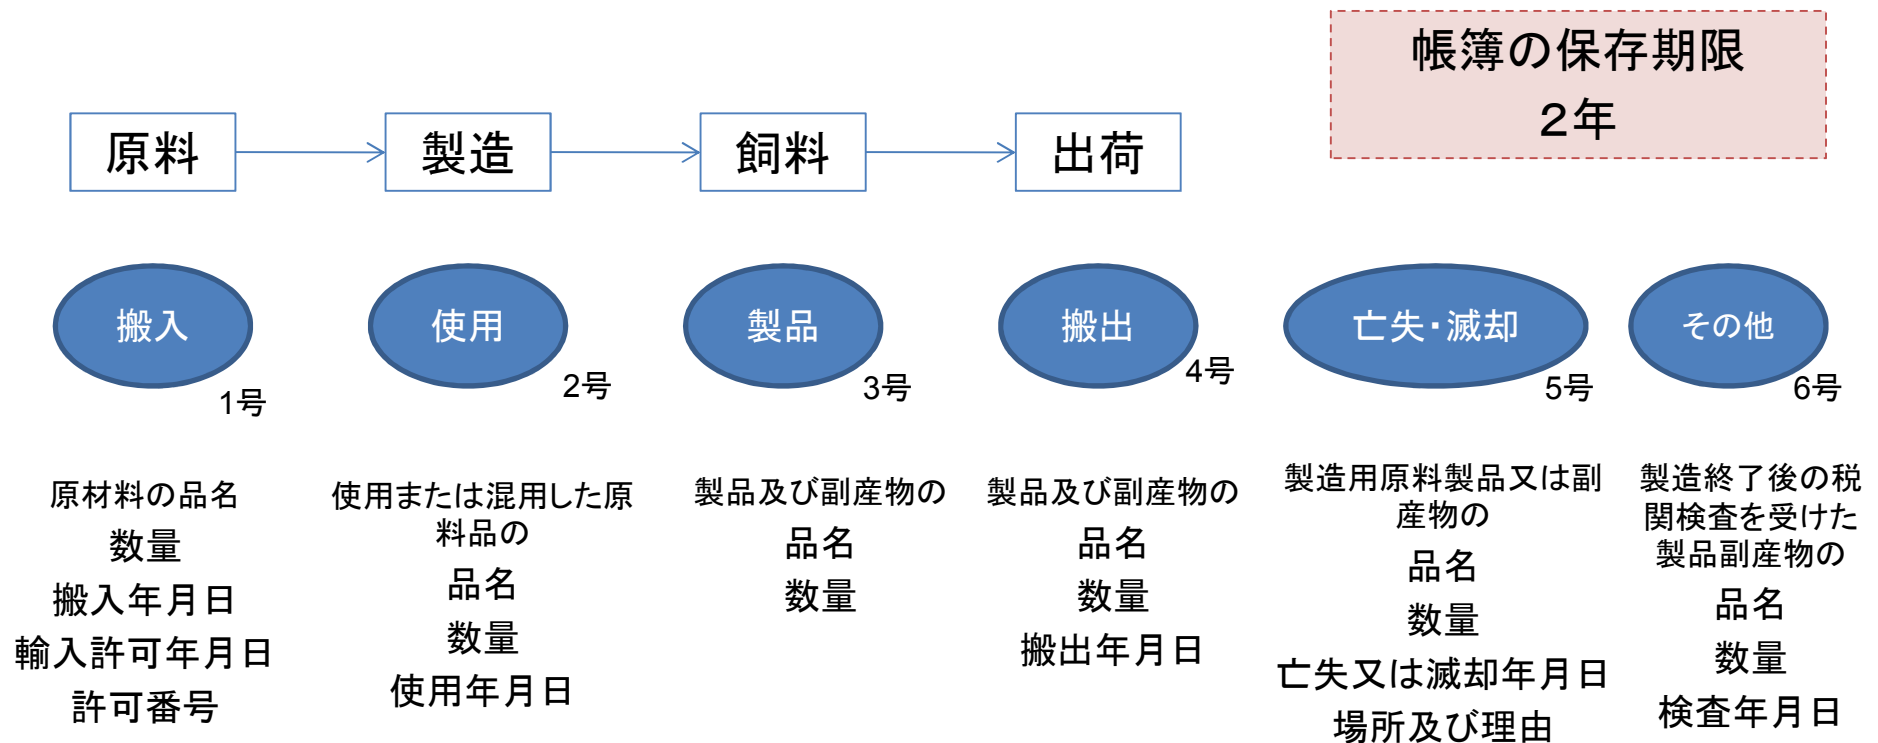 帳簿の保存期限
２年
原料
製造
飼料
出荷
搬入
1号
使用
2号
製品
3号
搬出
4号
亡失・滅却
5号
その他
6号
原材料の品名
数量
搬入年月日
輸入許可年月日
許可番号
使用または混用した原
料品の
品名
数量
使用年月日
製品及び副産物の
品名
数量
製品及び副産物の
品名
数量
搬出年月日
製造用原料製品又は副
産物の
品名
数量
亡失又は滅却年月日
場所及び理由
製造終了後の税
関検査を受けた
製品副産物の
品名
数量
検査年月日